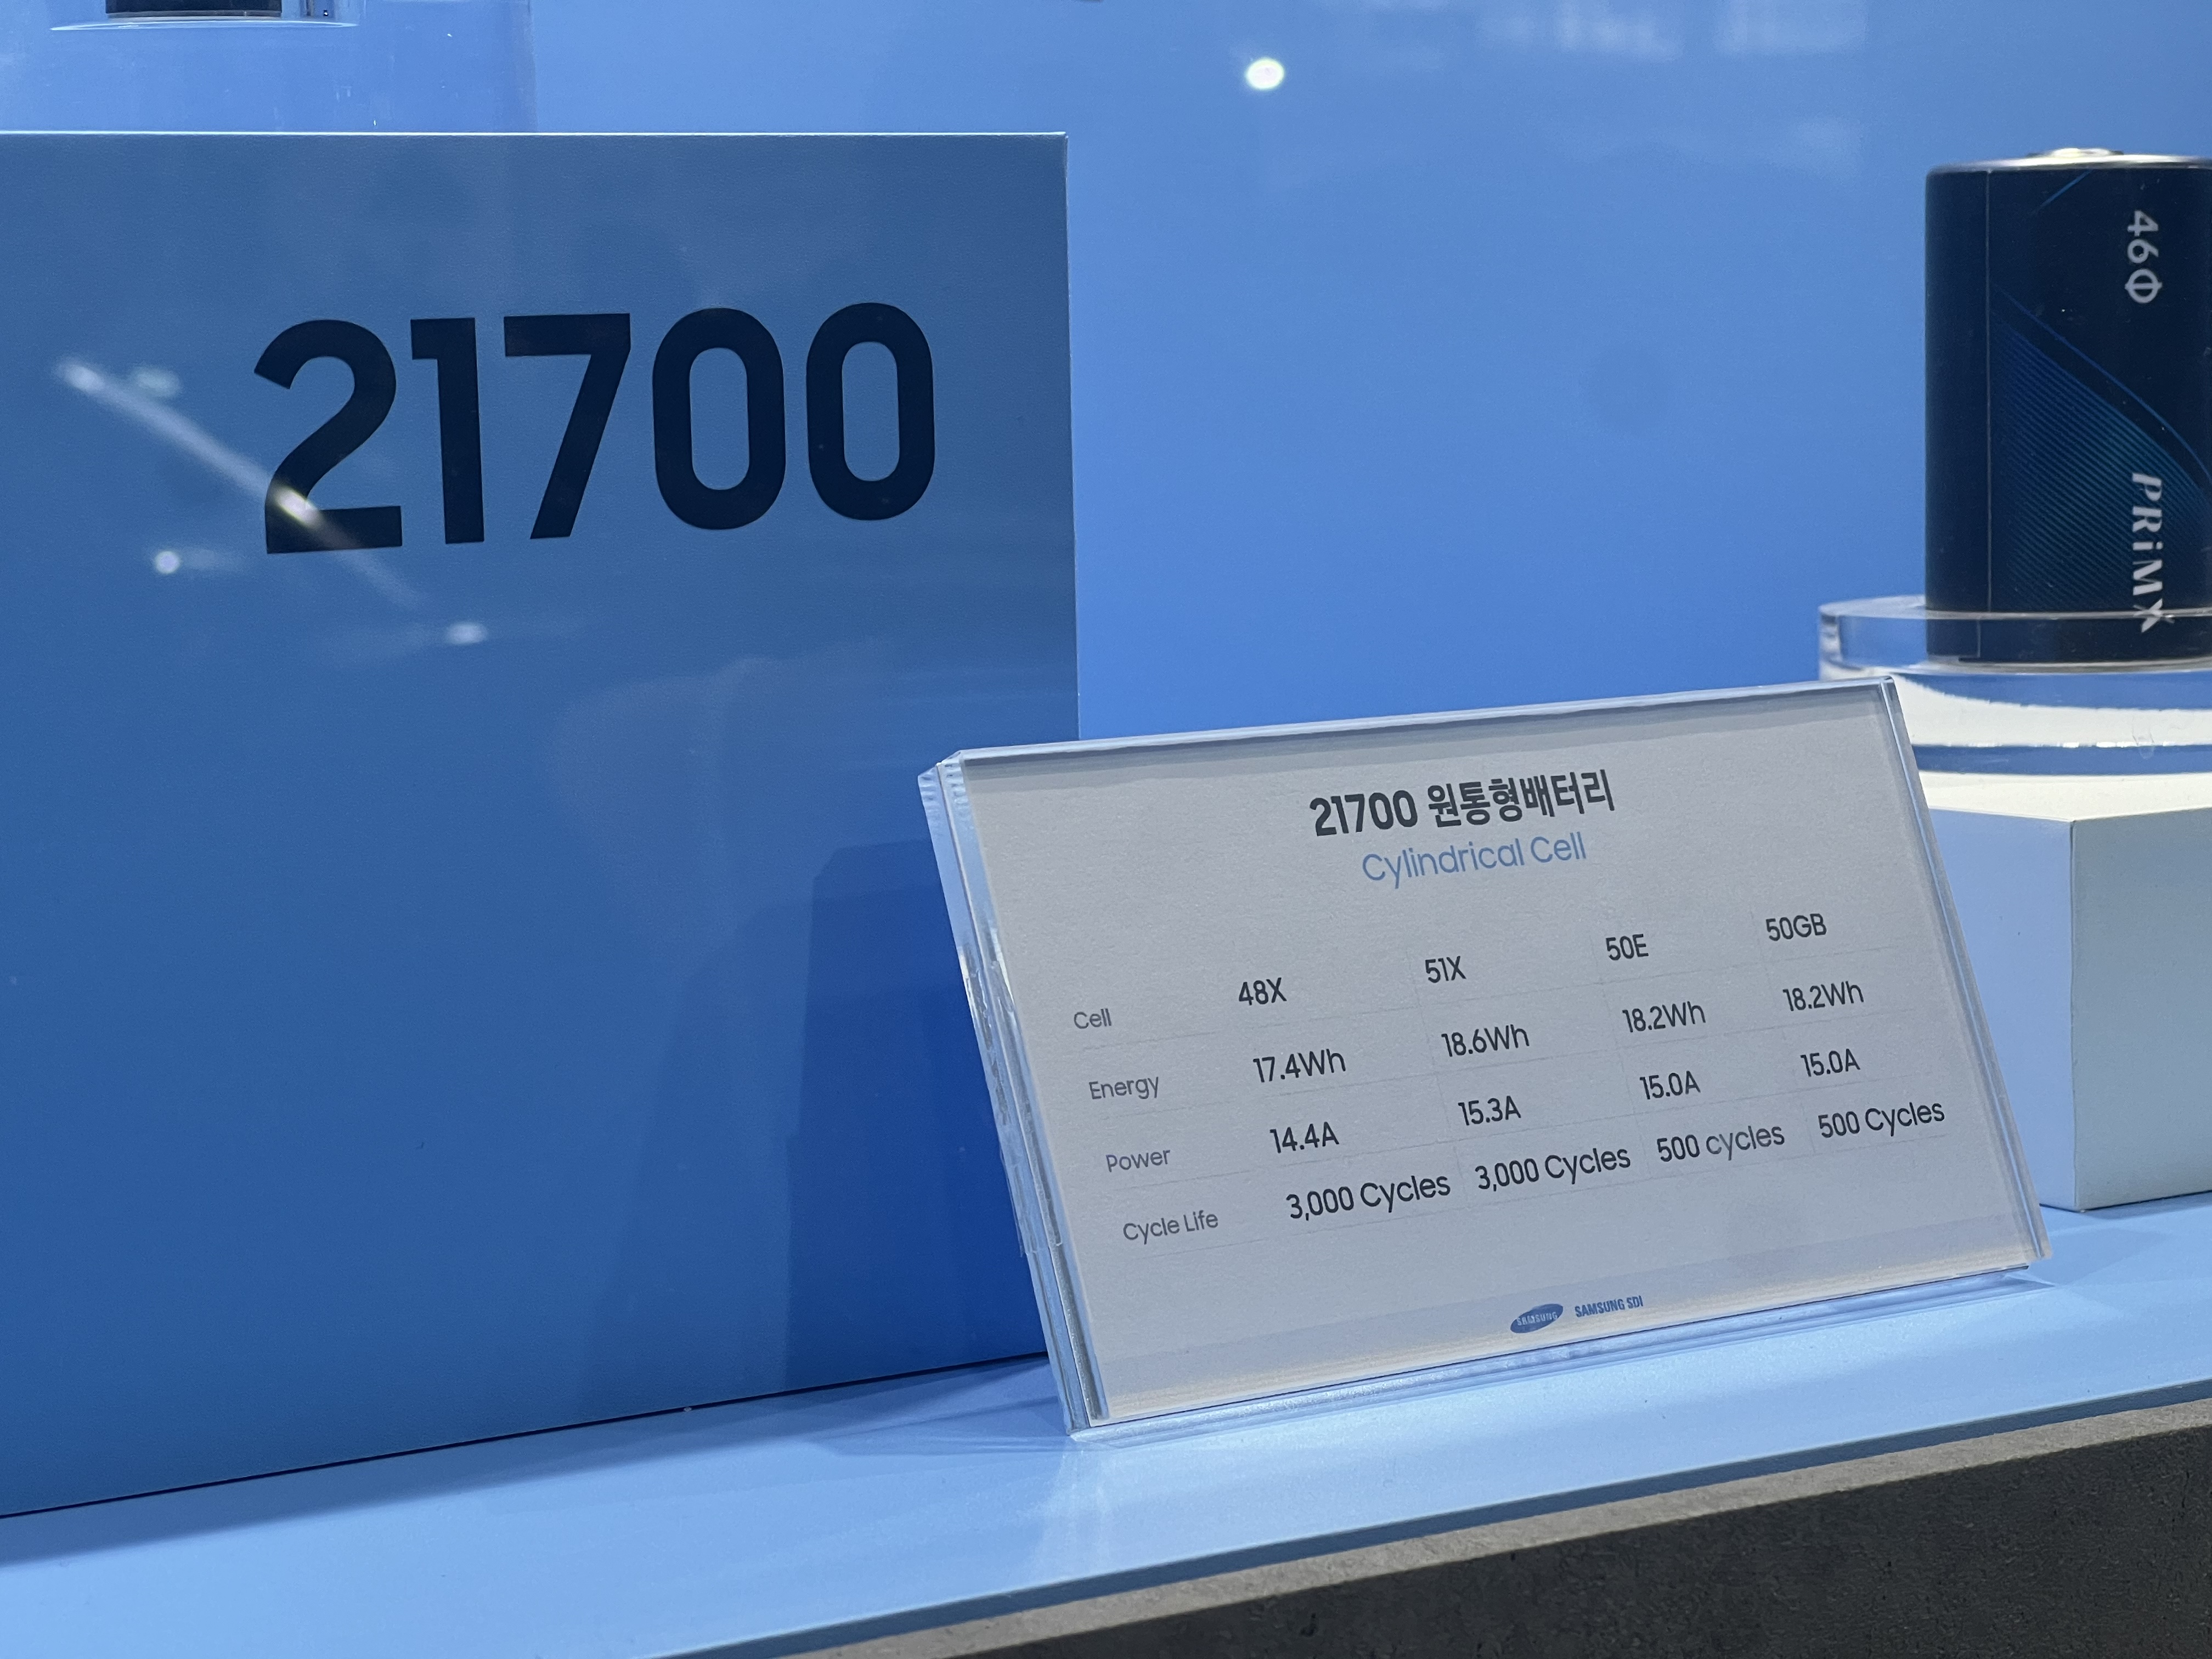 21700
46Φ
PRiMX
21700 원통형배터리
Cylindrical Cell
Cell 48X 51X 50E 50GB
Energy 17.4Wh 18.6Wh 18.2Wh 18.2Wh
Power 14.4A 15.3A 15.0A 15.0A
Cycle Life 3,000 Cycles 3,000 Cycles 500 cycles 500 Cycles
SAMSUNG SAMSUNG SDI